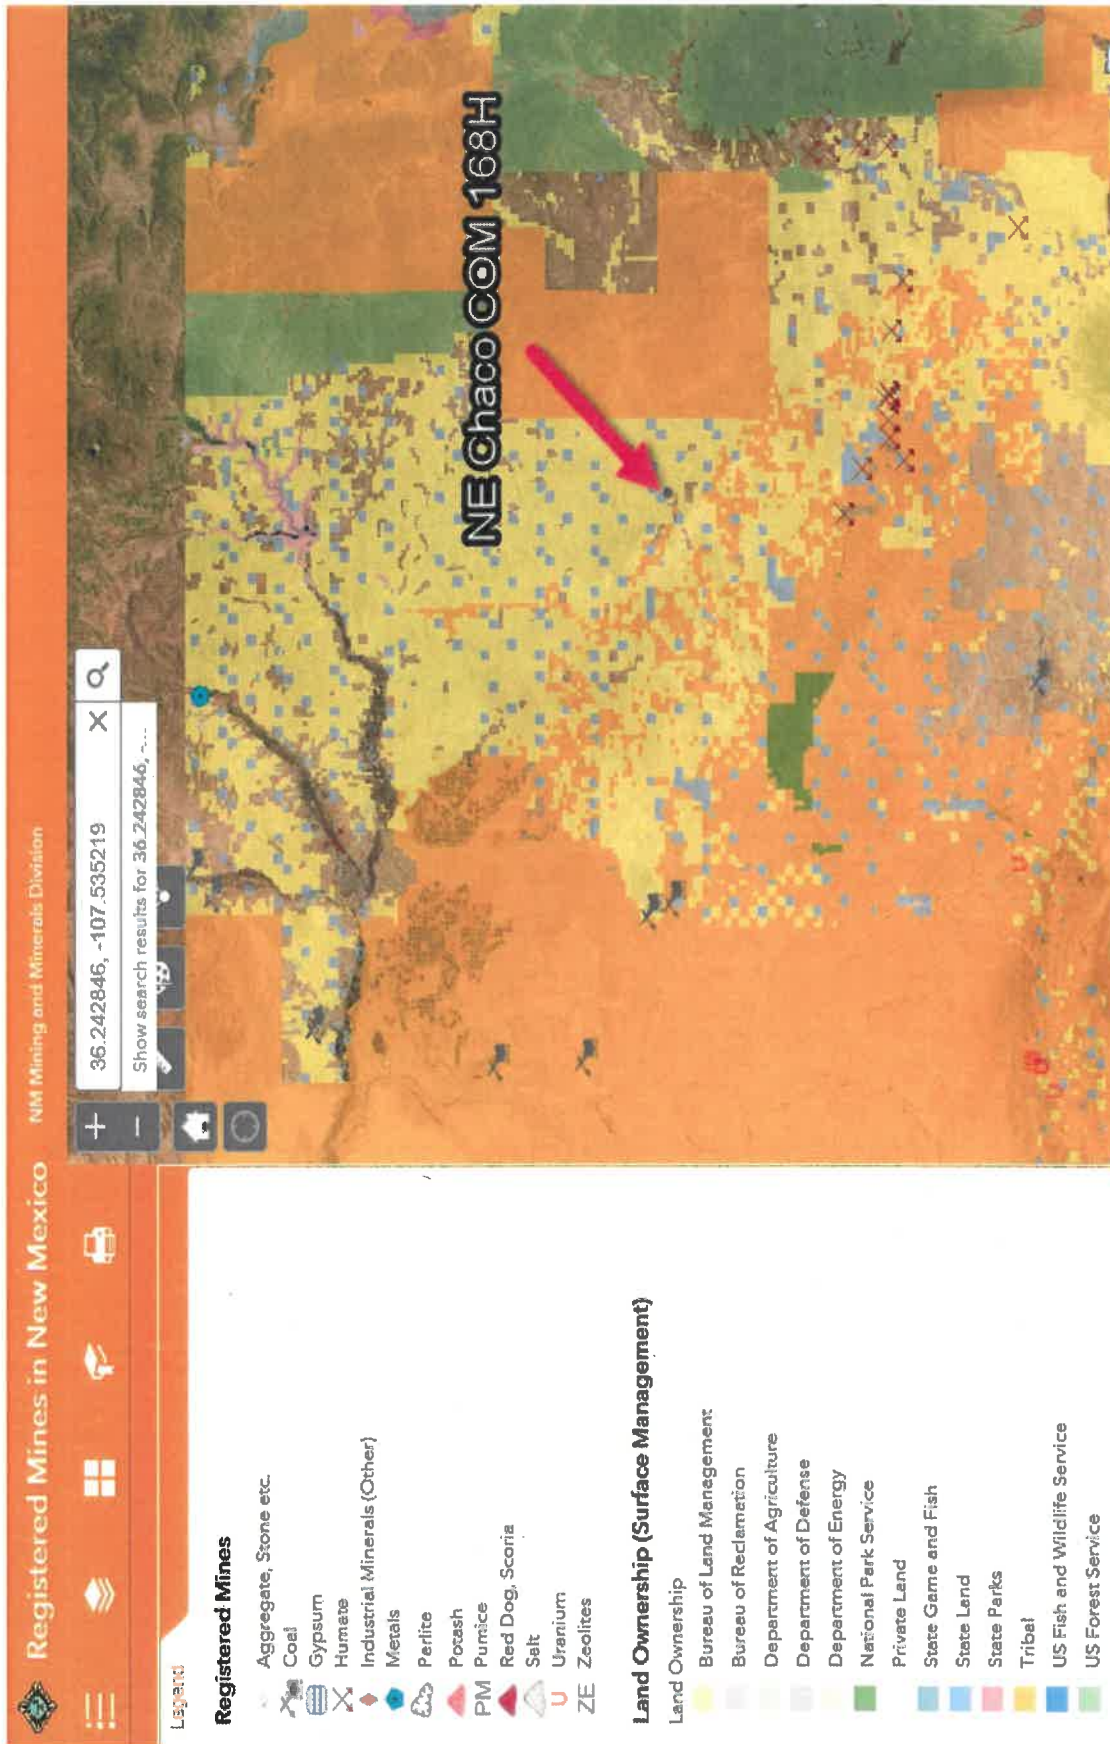 Registered Mines in New Mexico
NM Mining and Minerals Division
36.242846, -107.535219
Show search results for 36.242846, -...
NE Chaco COM 168H
Legend
Registered Mines
Aggregate, Stone etc.
Coal
Gypsum
Humate
Industrial Minerals (Other)
Metals
Perlite
Potash
PM Pumice
Red Dog, Scoria
Salt
U Uranium
ZE Zeolites
Land Ownership (Surface Management)
Land Ownership
Bureau of Land Management
Bureau of Reclamation
Department of Agriculture
Department of Defense
Department of Energy
National Park Service
Private Land
State Game and Fish
State Land
State Parks
Tribal
US Fish and Wildlife Service
US Forest Service